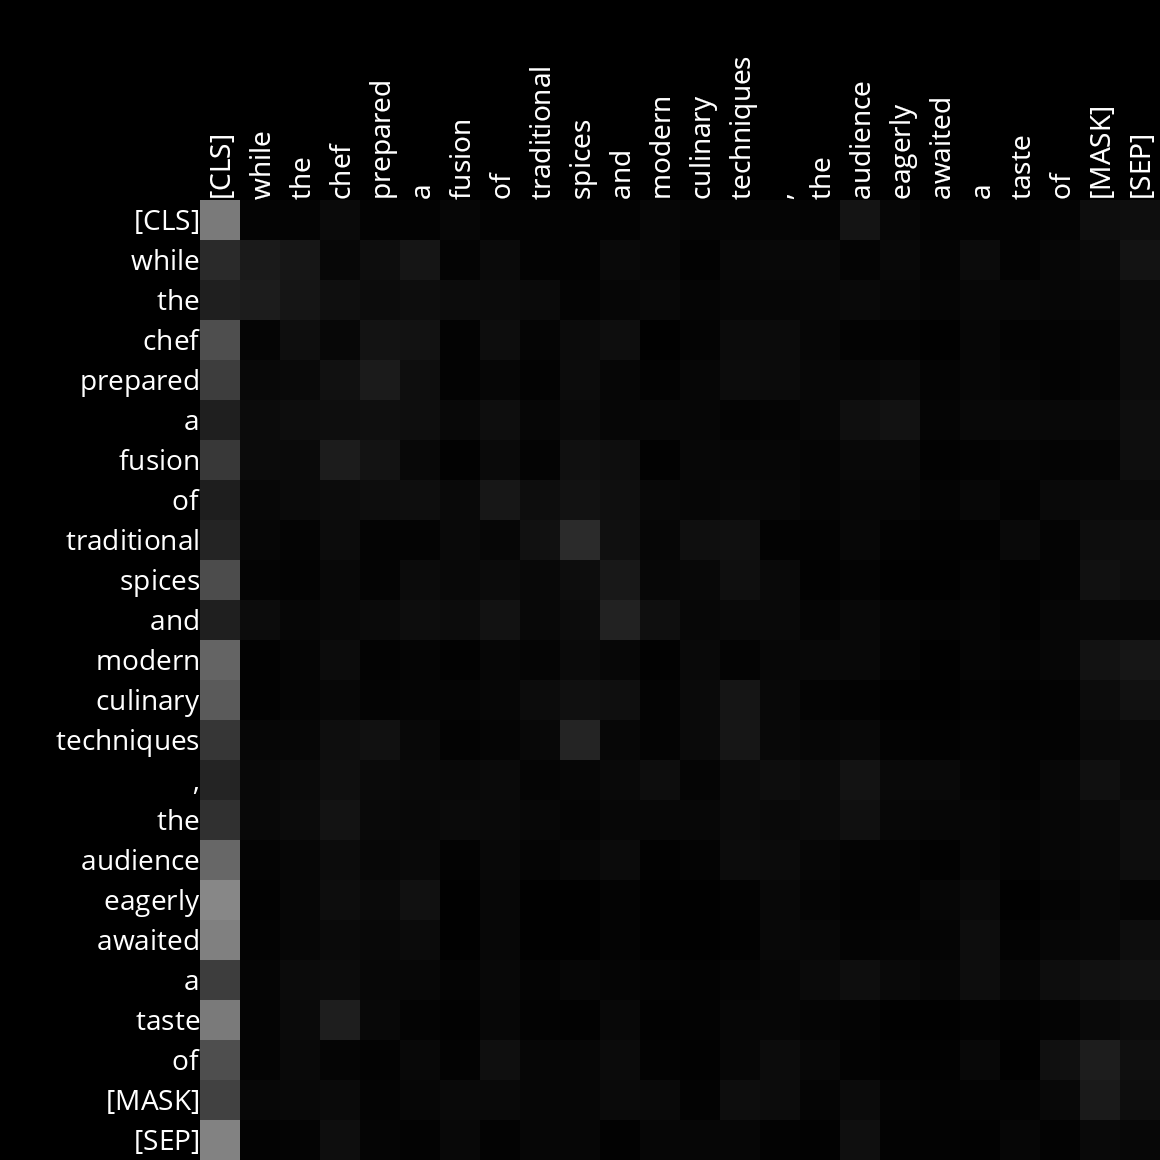 [CLS] while the chef prepared a fusion of traditional spices and modern culinary techniques , the audience eagerly awaited a taste of [MASK] [SEP]
[CLS]
while
the
chef
prepared
a
fusion
of
traditional
spices
and
modern
culinary
techniques
,
the
audience
eagerly
awaited
a
taste
of
[MASK]
[SEP]